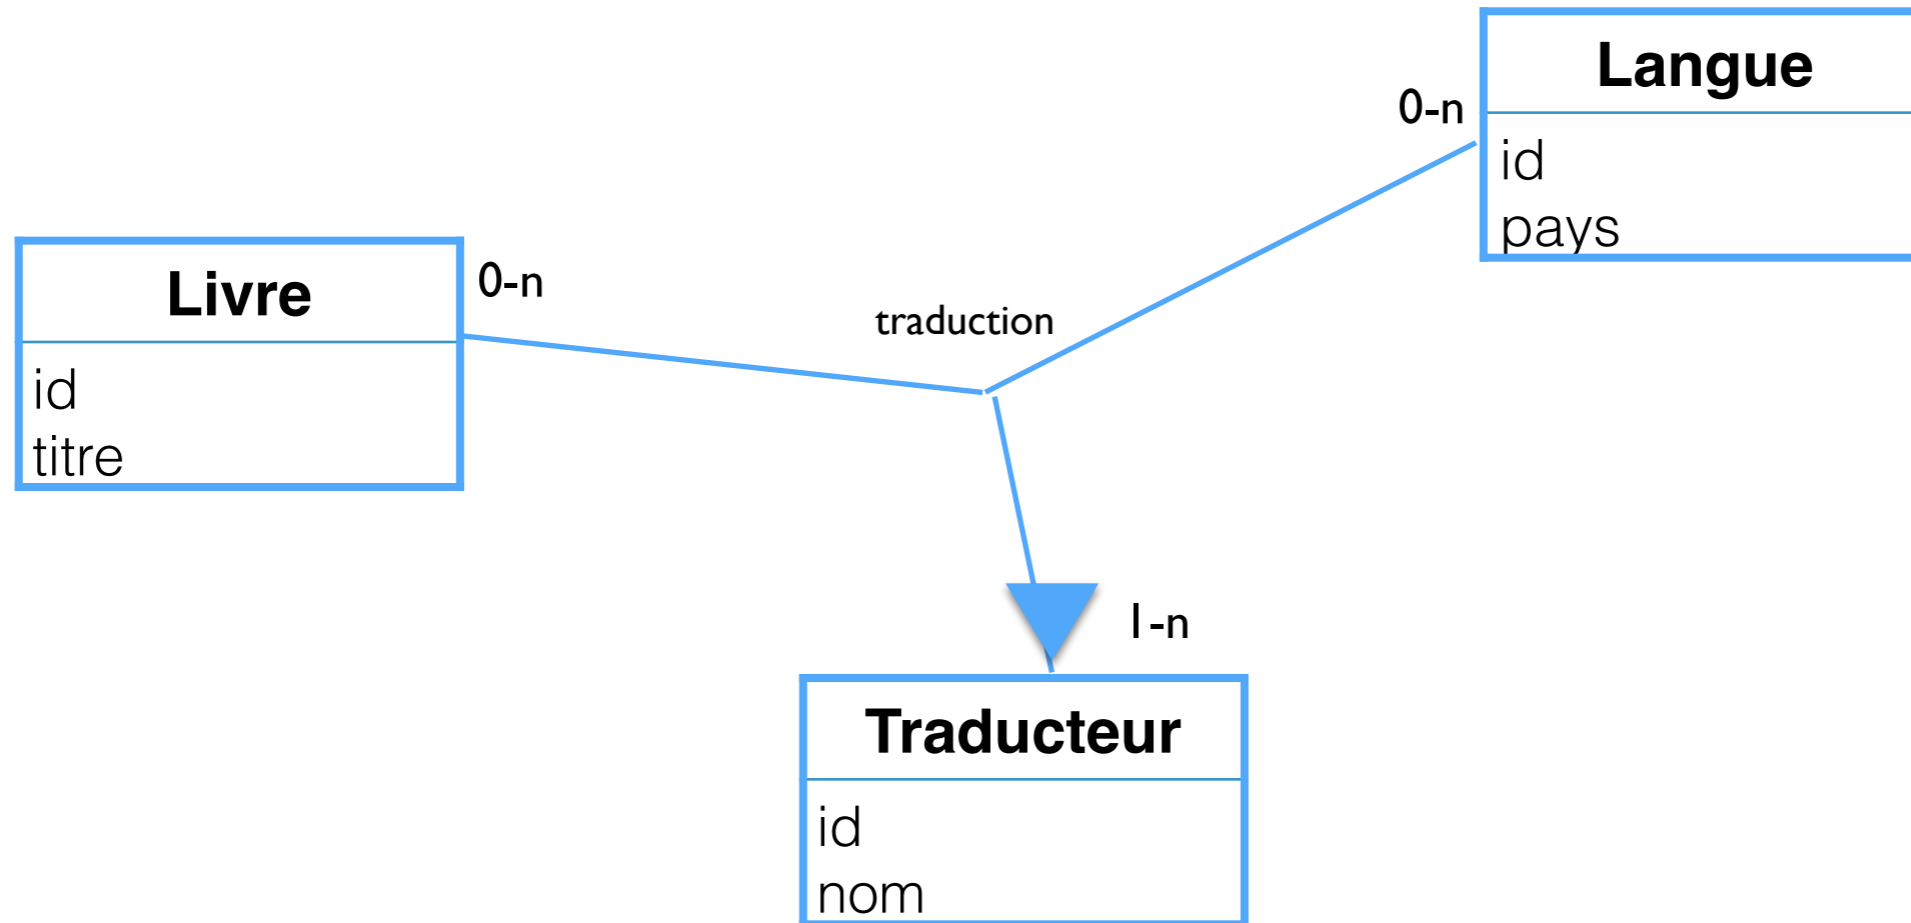 Langue
0-n
id
pays
Livre
0-n
id
titre
traduction
1-n
Traducteur
id
nom